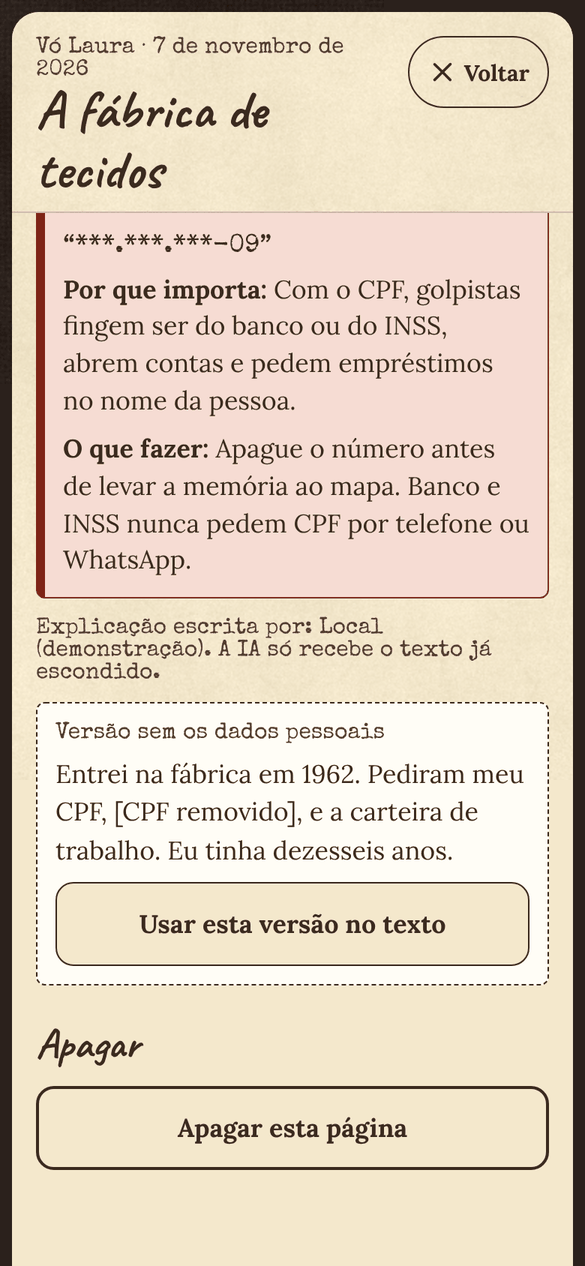 Vó Laura · 7 de novembro de
2026
Voltar
A fábrica de
tecidos
“***.***.***-09”
Por que importa: Com o CPF, golpistas
fingem ser do banco ou do INSS,
abrem contas e pedem empréstimos
no nome da pessoa.
O que fazer: Apague o número antes
de levar a memória ao mapa. Banco e
INSS nunca pedem CPF por telefone ou
WhatsApp.
Explicação escrita por: Local
(demonstração). A IA só recebe o texto já
escondido.
Versão sem os dados pessoais
Entrei na fábrica em 1962. Pediram meu
CPF, [CPF removido], e a carteira de
trabalho. Eu tinha dezesseis anos.
Usar esta versão no texto
Apagar
Apagar esta página